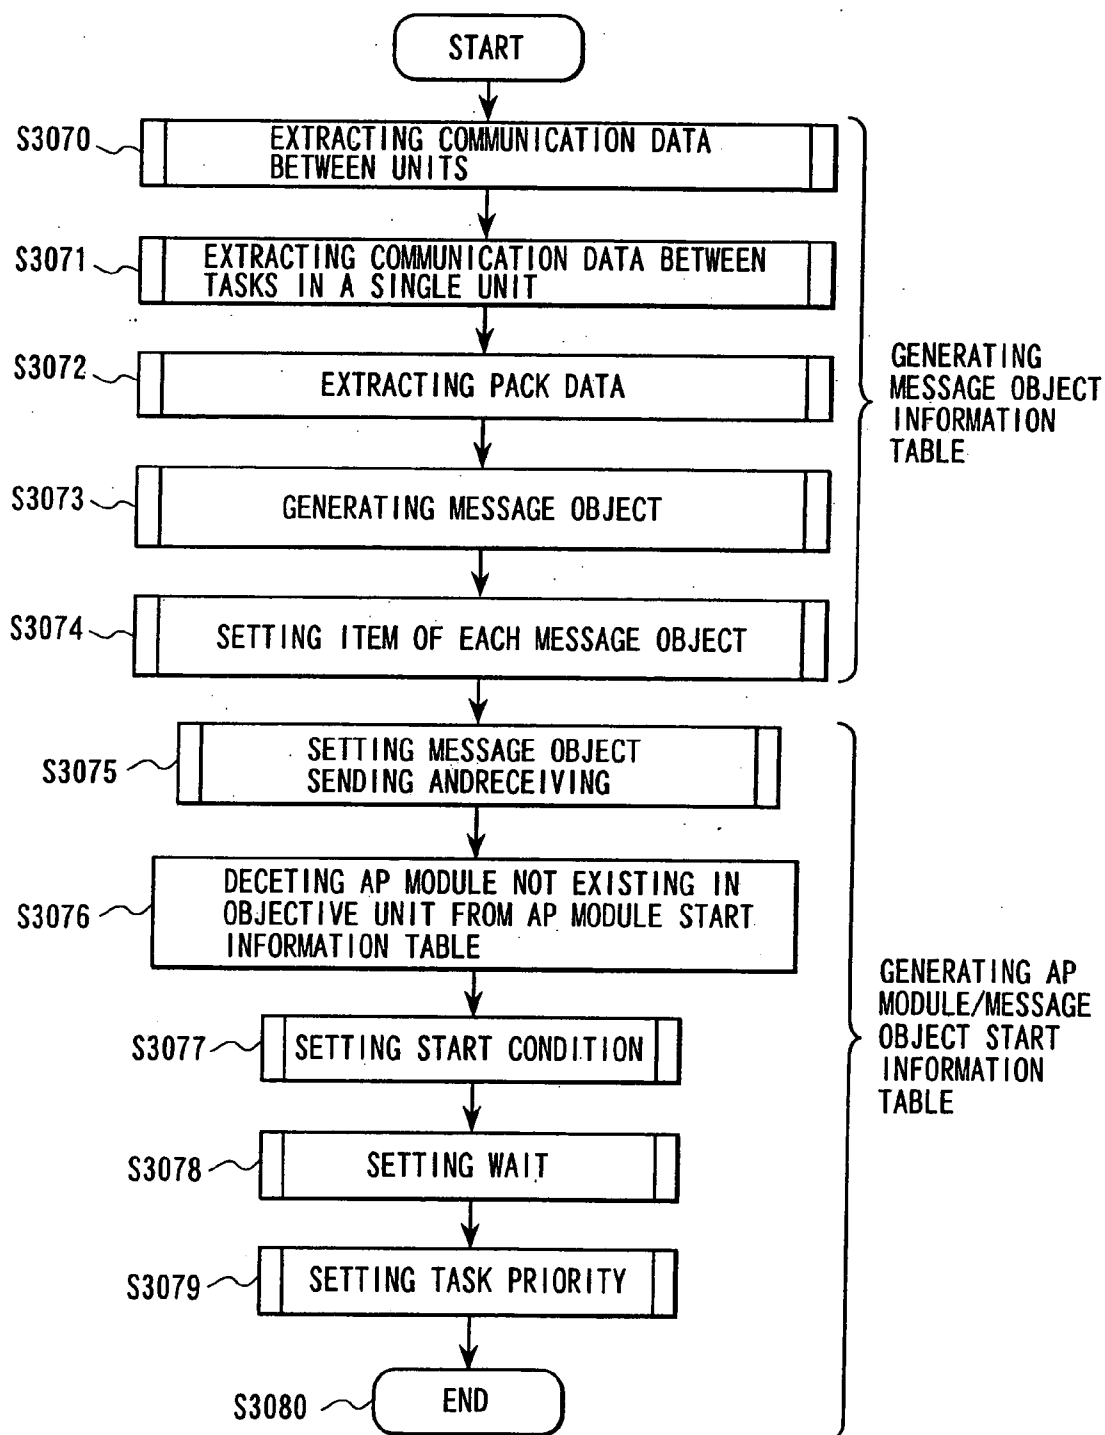 START
S3070
EXTRACTING COMMUNICATION DATA
BETWEEN UNITS
S3071
EXTRACTING COMMUNICATION DATA BETWEEN
TASKS IN A SINGLE UNIT
S3072
EXTRACTING PACK DATA
S3073
GENERATING MESSAGE OBJECT
S3074
SETTING ITEM OF EACH MESSAGE OBJECT
GENERATING
MESSAGE OBJECT
INFORMATION
TABLE
S3075
SETTING MESSAGE OBJECT
SENDING ANDRECEIVING
S3076
DECETING AP MODULE NOT EXISTING IN
OBJECTIVE UNIT FROM AP MODULE START
INFORMATION TABLE
S3077
SETTING START CONDITION
S3078
SETTING WAIT
S3079
SETTING TASK PRIORITY
S3080
END
GENERATING AP
MODULE/MESSAGE
OBJECT START
INFORMATION
TABLE